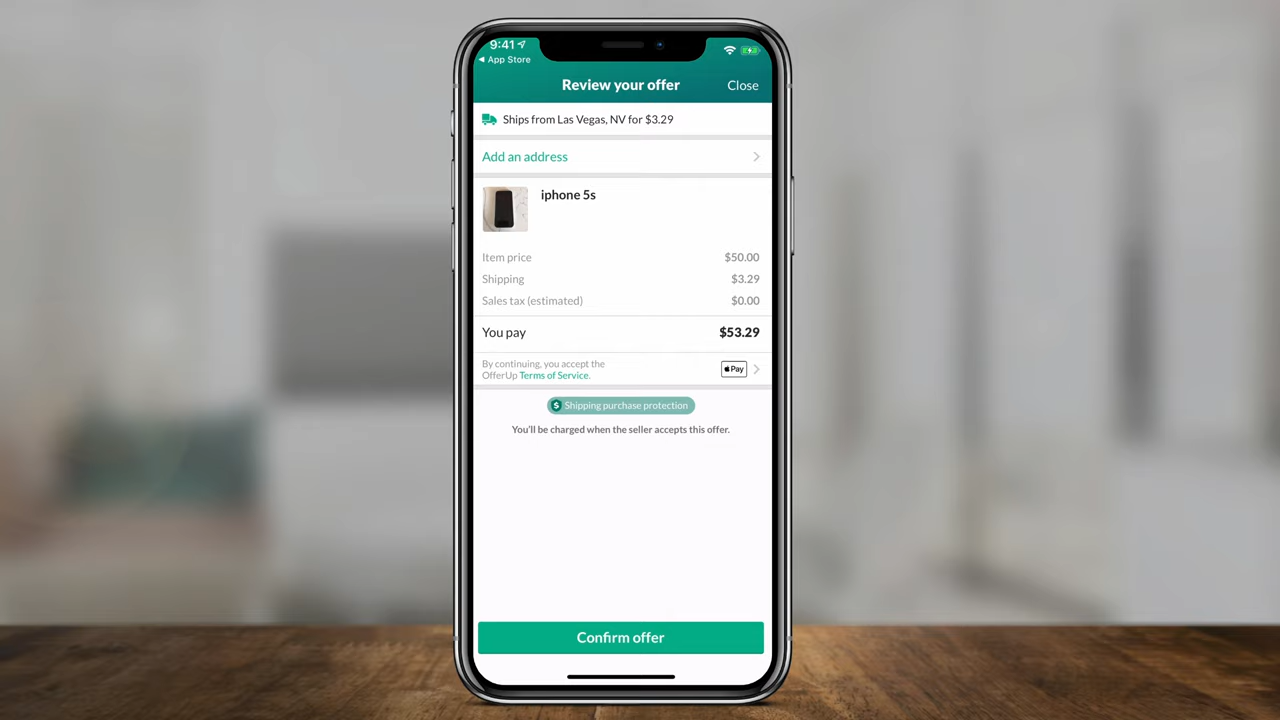 9:41
◀ App Store
Review your offer
Close
Ships from Las Vegas, NV for $3.29
Add an address
iphone 5s
Item price $50.00
Shipping $3.29
Sales tax (estimated) $0.00
You pay $53.29
By continuing, you accept the
OfferUp Terms of Service.
Pay
$ Shipping purchase protection
You'll be charged when the seller accepts this offer.
Confirm offer